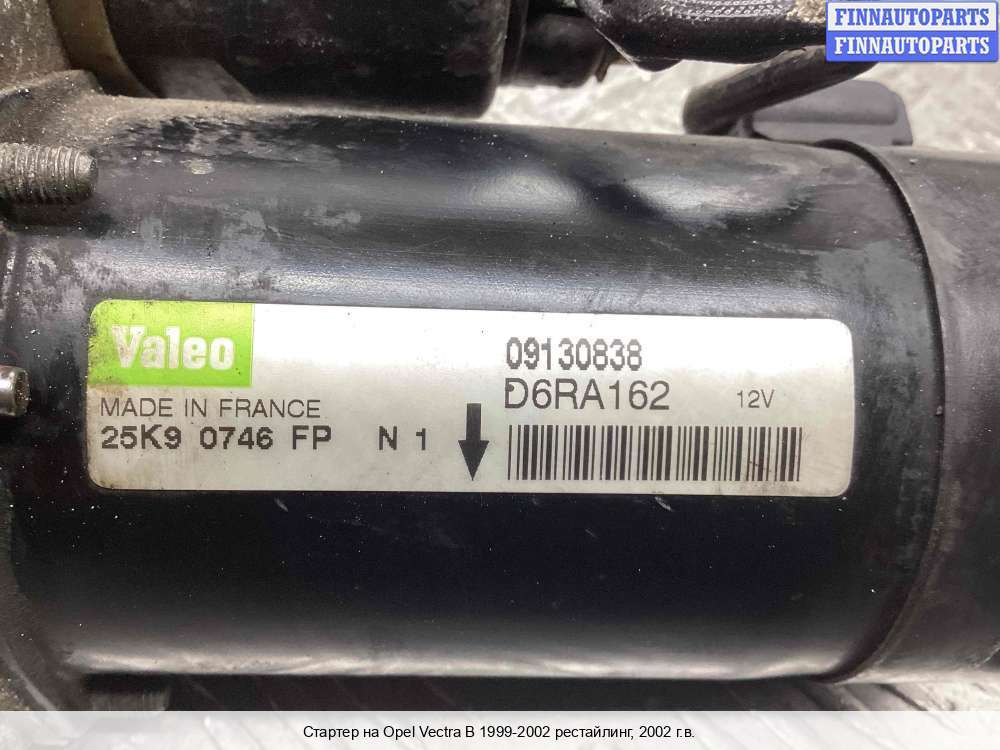 FINNAUTOPARTS
FINNAUTOPARTS
Valeo
MADE IN FRANCE
25K9 0746 FP N 1
09130838
D6RA162 12V
Стартер на Opel Vectra B 1999-2002 рестайлинг, 2002 г.в.